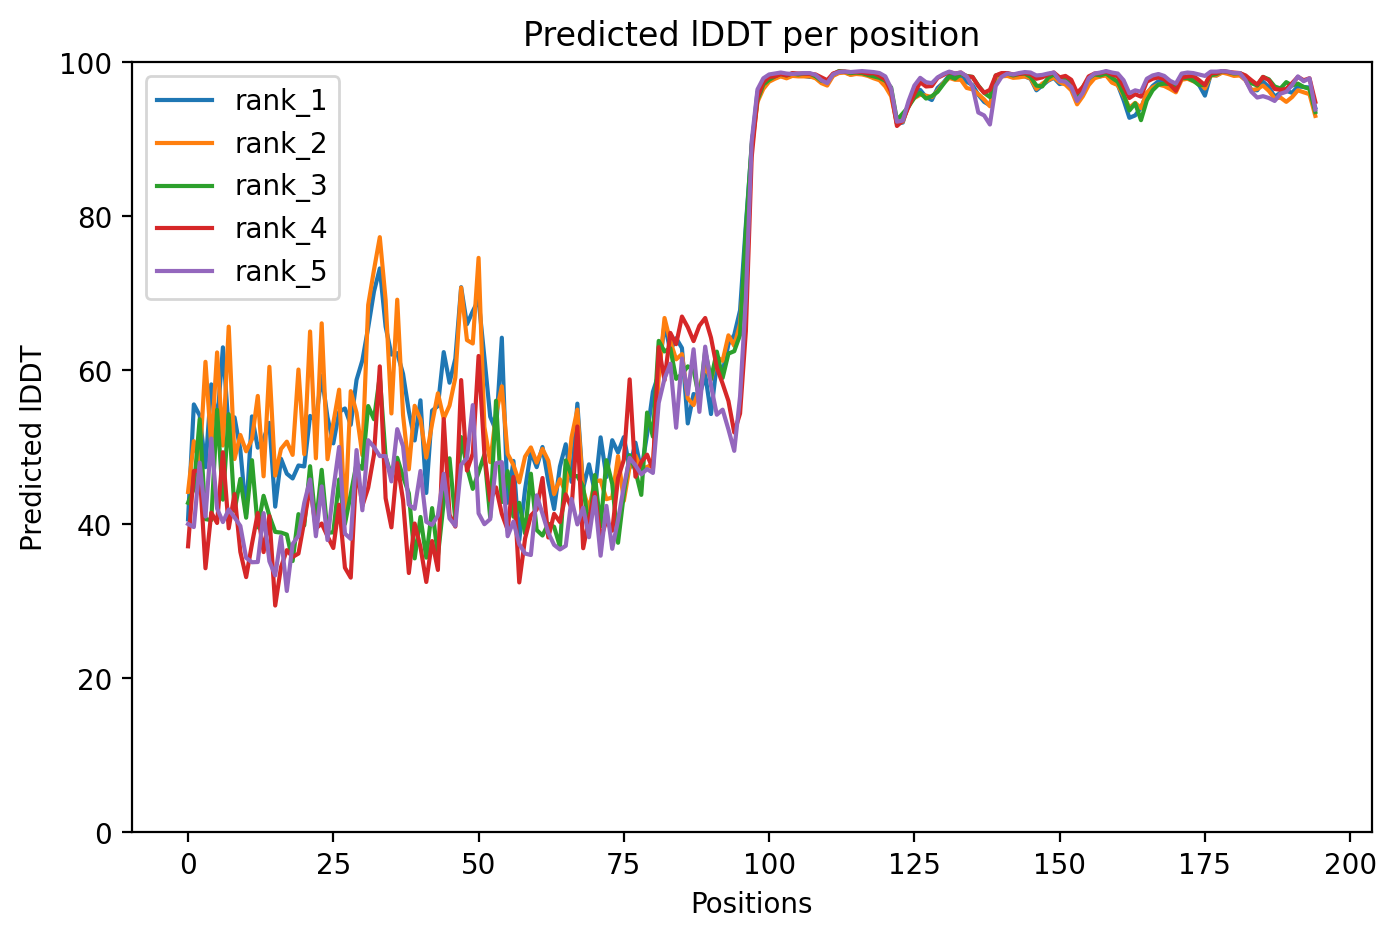 Predicted lDDT per position
100
80
60
40
20
0
Predicted lDDT
rank_1
rank_2
rank_3
rank_4
rank_5
0 25 50 75 100 125 150 175 200
Positions